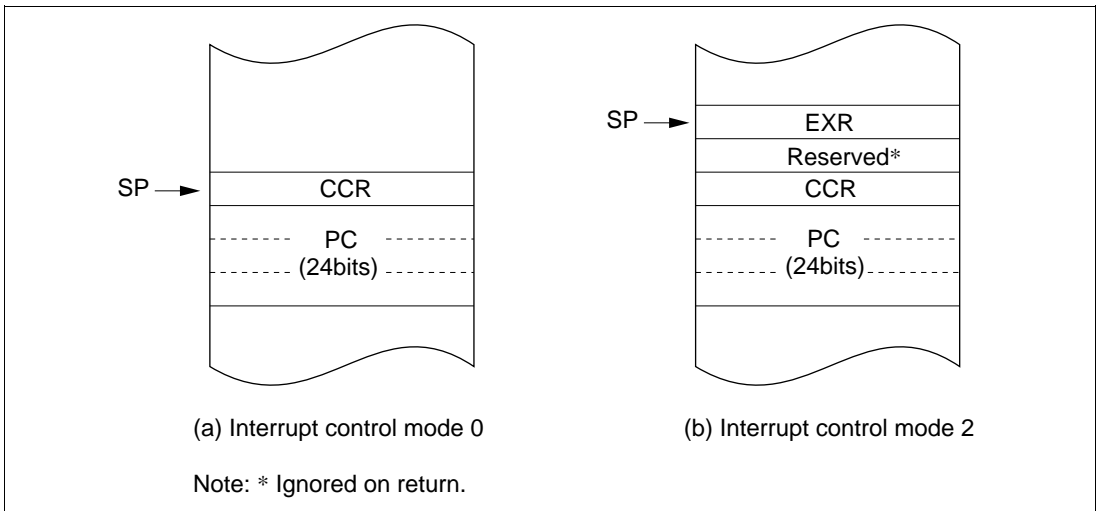 SP
CCR
PC
(24bits)
(a) Interrupt control mode 0
SP
EXR
Reserved*
CCR
PC
(24bits)
(b) Interrupt control mode 2
Note: * Ignored on return.